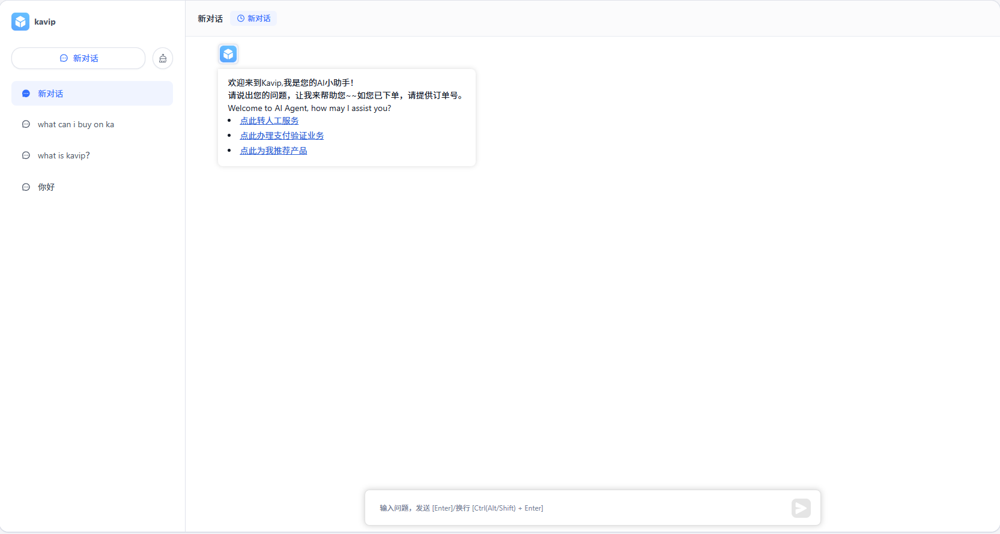 kavip
新对话
新对话
what can i buy on ka
what is kavip?
你好
新对话 新对话
欢迎来到Kavip,我是您的AI小助手！
请说出您的问题，让我来帮助您~~如您已下单，请提供订单号。
Welcome to AI Agent, how may I assist you?
点此转人工服务
点此办理支付验证业务
点此为我推荐产品
输入问题，发送 [Enter]/换行 [Ctrl(Alt/Shift) + Enter]